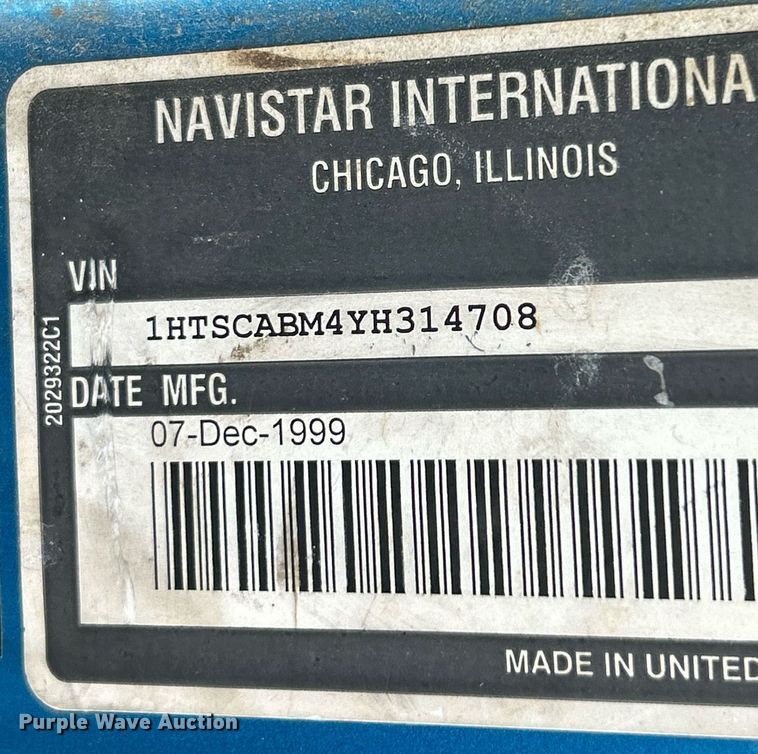 NAVISTAR INTERNATIONA
CHICAGO, ILLINOIS
VIN
1HTSCABM4YH314708
2029322C1
DATE MFG.
07-Dec-1999
MADE IN UNITED
Purple Wave Auction